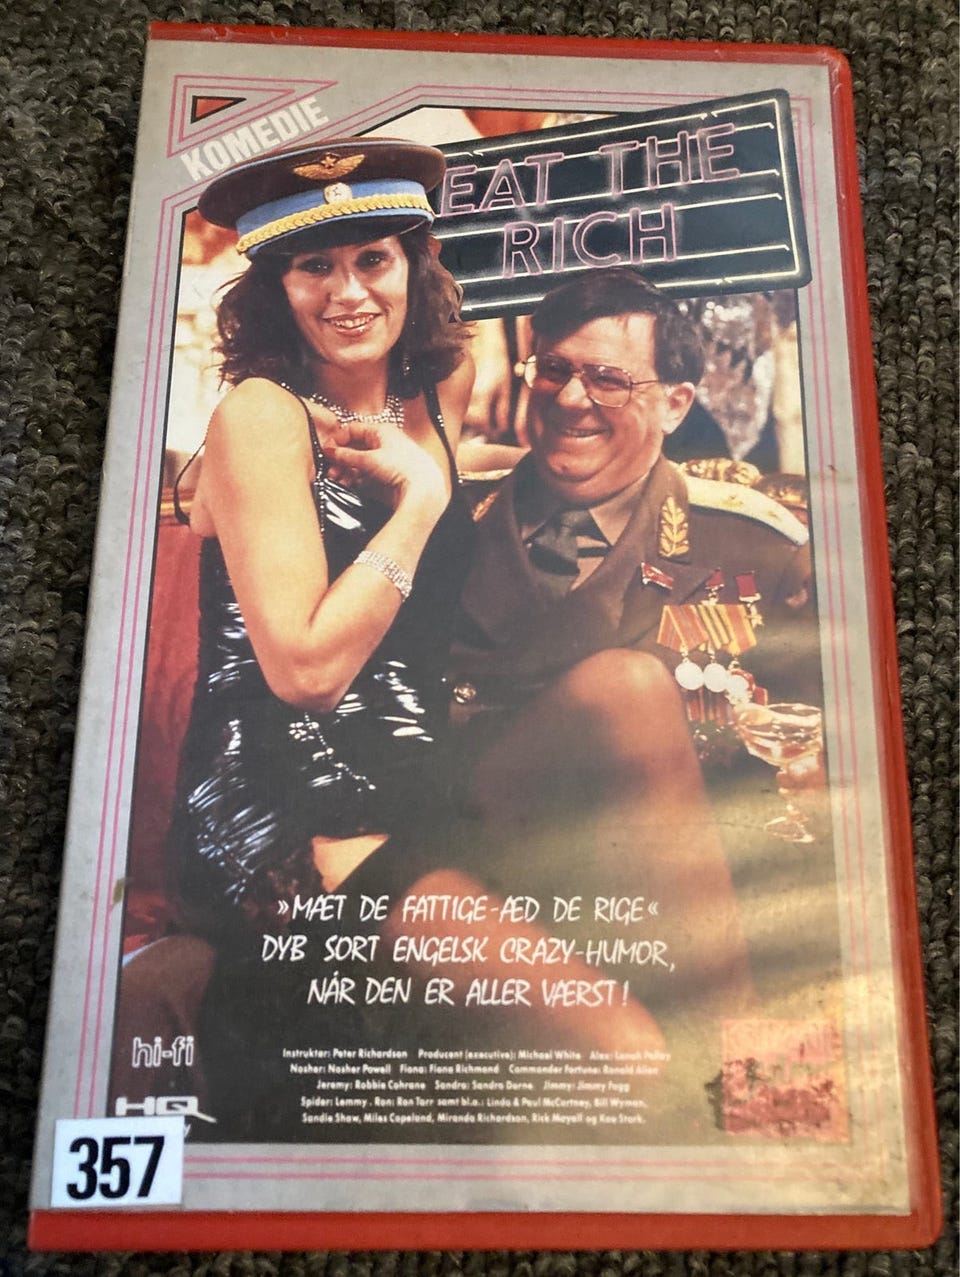 KOMEDIE
EAT THE
RICH
»MÆT DE FATTIGE-ÆD DE RIGE«
DYB SORT ENGELSK CRAZY-HUMOR,
NÅR DEN ER ALLER VÆRST!
hi-fi
Instruktør: Peter Richardson Producent (executive): Michael White Alex: Lanah Pellay
Nosher: Nosher Powell Fiona: Fiona Richmond Commander Fortune: Ronald Allen
Jeremy: Robbie Coltrane Sandra: Sandra Dorne Jimmy: Jimmy Fagg
Spider: Lemmy. Ron: Ron Tarr samt bl.a.: Linda & Paul McCartney, Bill Wyman,
Sandie Shaw, Miles Copeland, Miranda Richardson, Rick Mayall og Koo Stark.
HQ
357